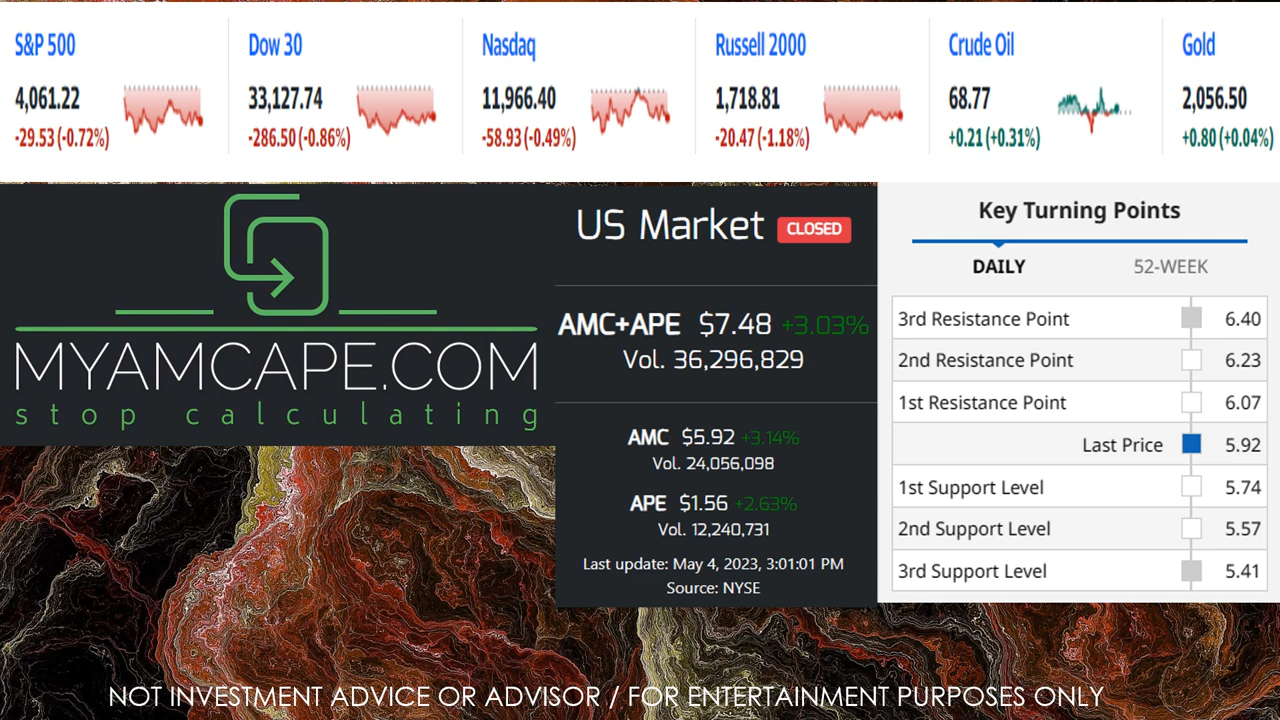 S&P 500
4,061.22
-29.53 (-0.72%)
Dow 30
33,127.74
-286.50 (-0.86%)
Nasdaq
11,966.40
-58.93 (-0.49%)
Russell 2000
1,718.81
-20.47 (-1.18%)
Crude Oil
68.77
+0.21 (+0.31%)
Gold
2,056.50
+0.80 (+0.04%)
MYAMCAPE.COM
stop calculating
US Market CLOSED
AMC+APE $7.48 +3.03%
Vol. 36,296,829
AMC $5.92 +3.14%
Vol. 24,056,098
APE $1.56 +2.63%
Vol. 12,240,731
Last update: May 4, 2023, 3:01:01 PM
Source: NYSE
Key Turning Points
DAILY 52-WEEK
3rd Resistance Point 6.40
2nd Resistance Point 6.23
1st Resistance Point 6.07
Last Price 5.92
1st Support Level 5.74
2nd Support Level 5.57
3rd Support Level 5.41
NOT INVESTMENT ADVICE OR ADVISOR / FOR ENTERTAINMENT PURPOSES ONLY